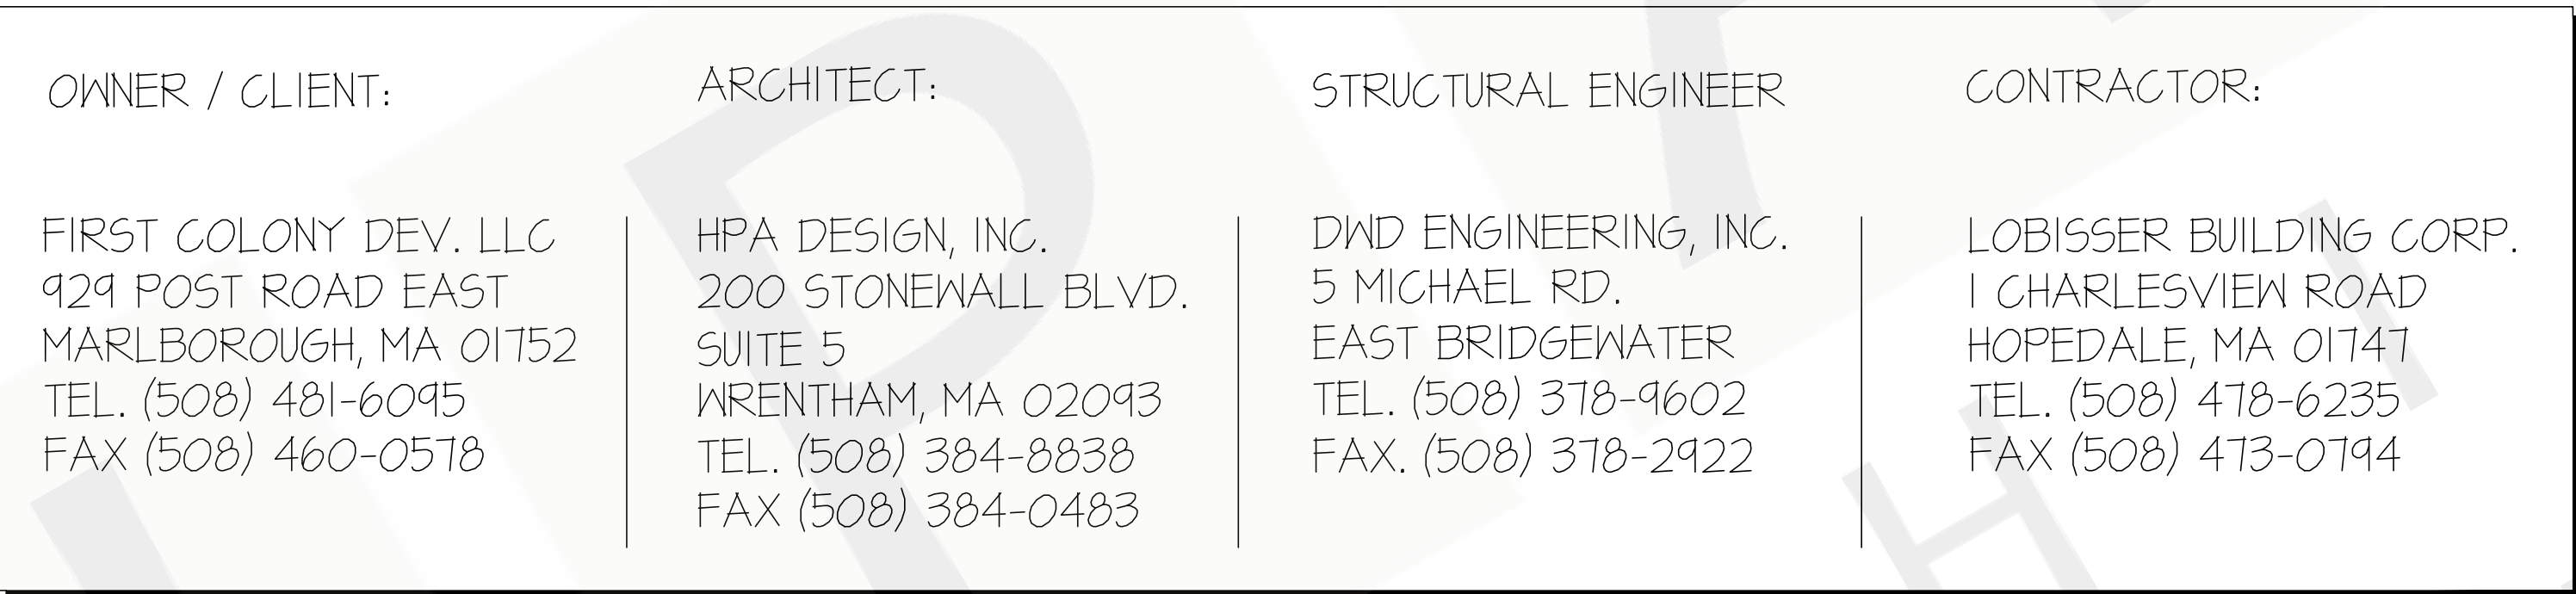 OWNER / CLIENT:
FIRST COLONY DEV. LLC
929 POST ROAD EAST
MARLBOROUGH, MA 01752
TEL. (508) 481-6095
FAX (508) 460-0578
ARCHITECT:
HPA DESIGN, INC.
200 STONEWALL BLVD.
SUITE 5
WRENTHAM, MA 02093
TEL. (508) 384-8838
FAX (508) 384-0483
STRUCTURAL ENGINEER
DWD ENGINEERING, INC.
5 MICHAEL RD.
EAST BRIDGEWATER
TEL. (508) 378-9602
FAX. (508) 378-2922
CONTRACTOR:
LOBISSER BUILDING CORP.
1 CHARLESVIEW ROAD
HOPEDALE, MA 01747
TEL. (508) 478-6235
FAX (508) 473-0794